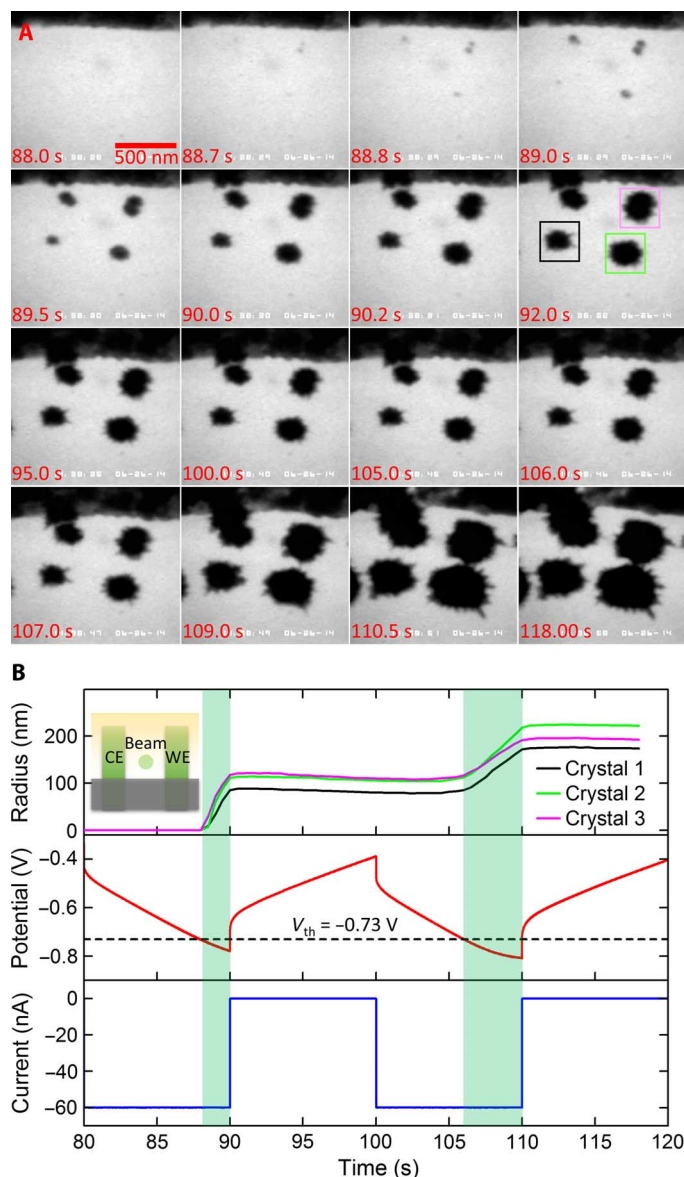 A
88.0 s
500 nm
88.7 s
88.8 s
89.0 s
89.5 s
90.0 s
90.2 s
92.0 s
95.0 s
100.0 s
105.0 s
106.0 s
107.0 s
109.0 s
110.5 s
118.00 s
B
Radius (nm)
200
100
0
CE
Beam
WE
Crystal 1
Crystal 2
Crystal 3
Potential (V)
−0.4
−0.6
−0.8
Vth = −0.73 V
Current (nA)
0
−20
−40
−60
80 85 90 95 100 105 110 115 120
Time (s)